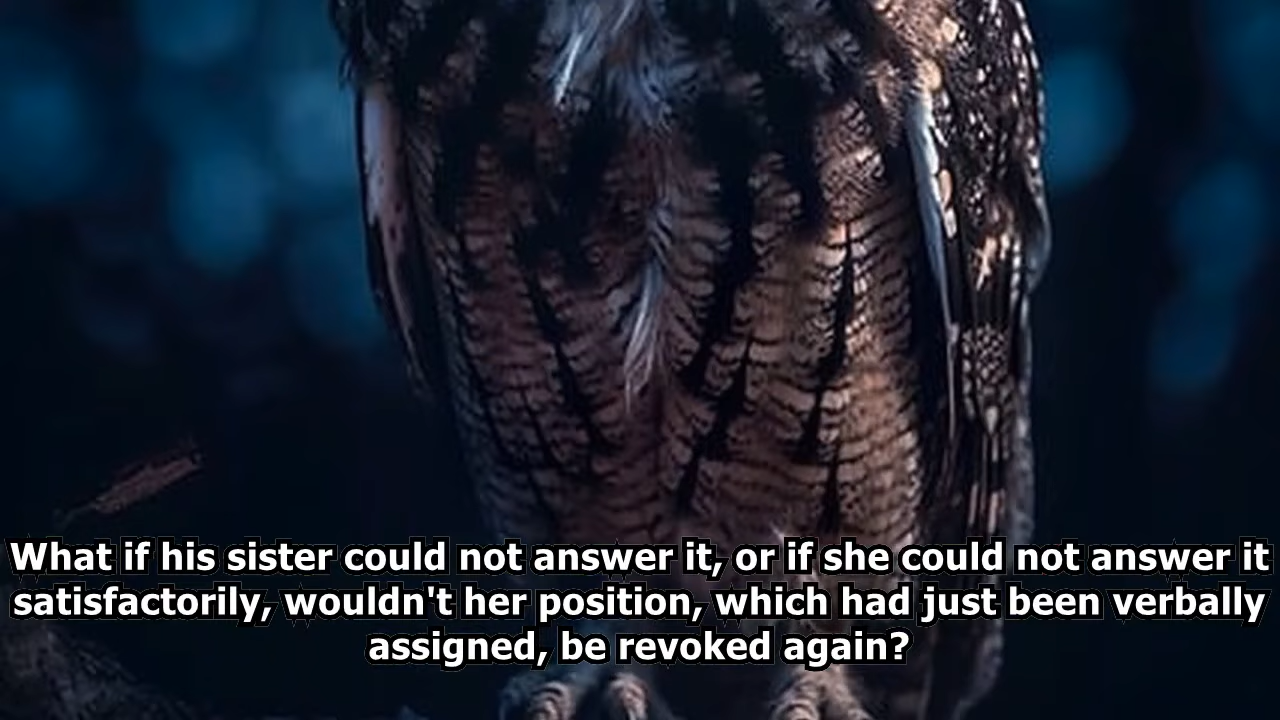 What if his sister could not answer it, or if she could not answer it
satisfactorily, wouldn't her position, which had just been verbally
assigned, be revoked again?